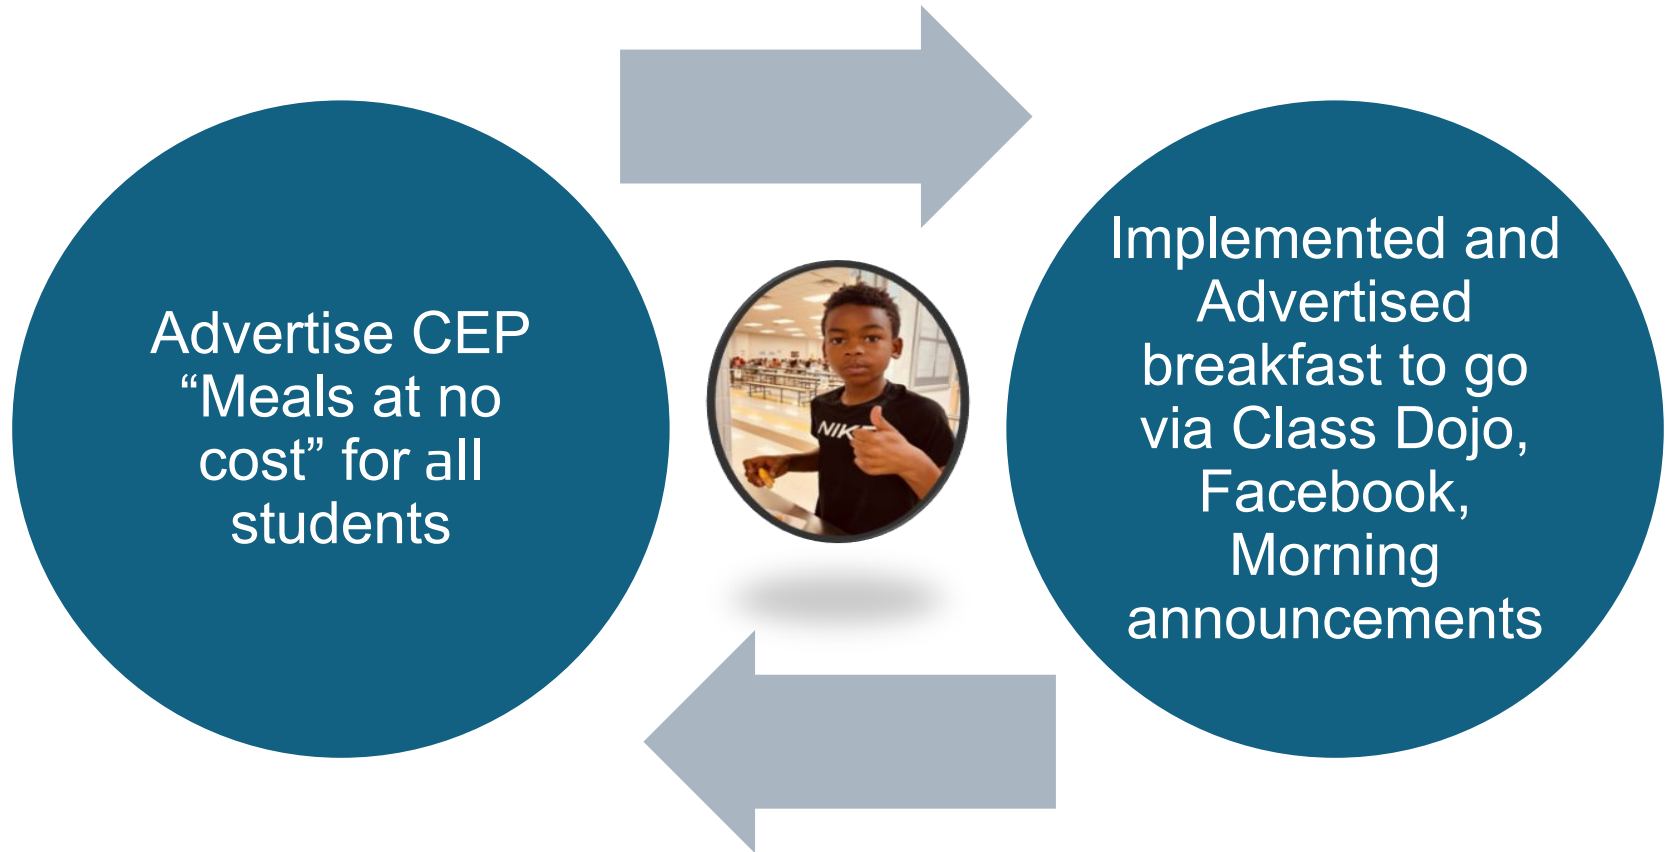 Advertise CEP
“Meals at no
cost” for all
students
NIKE
Implemented and
Advertised
breakfast to go
via Class Dojo,
Facebook,
Morning
announcements